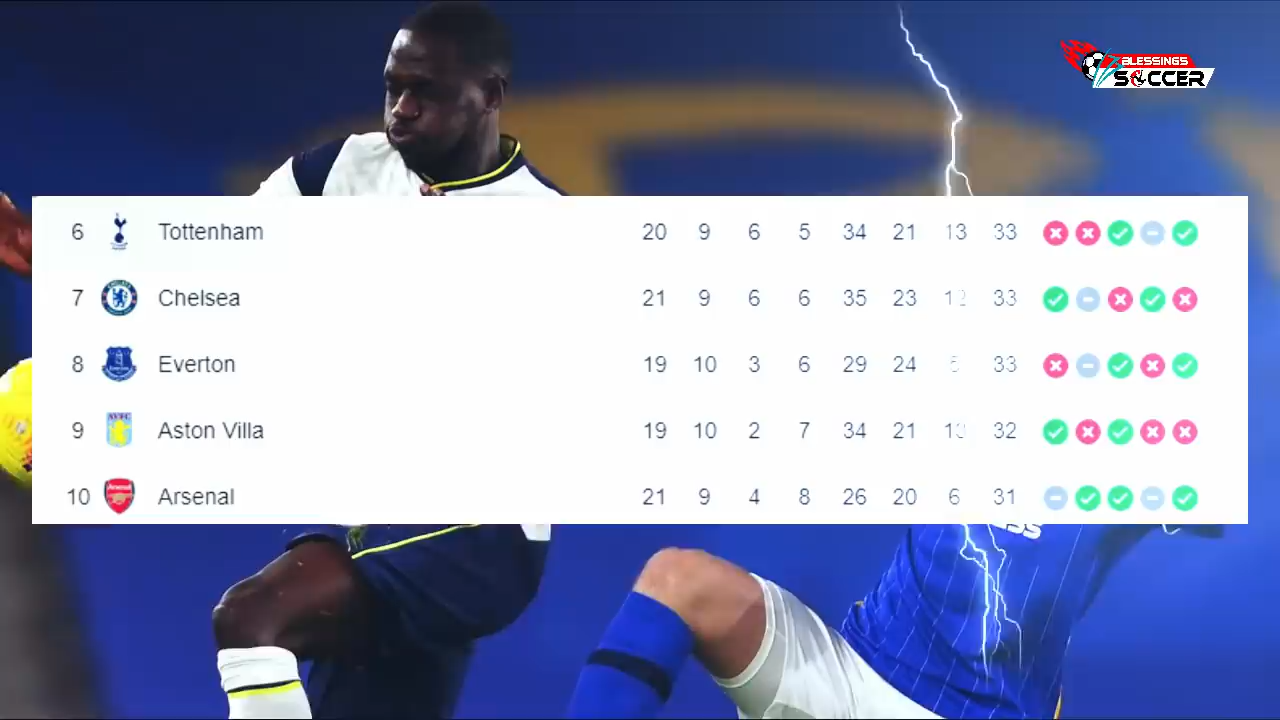 BLESSINGS
SOCCER
6 Tottenham 20 9 6 5 34 21 13 33
7 Chelsea 21 9 6 6 35 23 12 33
8 Everton 19 10 3 6 29 24 5 33
9 Aston Villa 19 10 2 7 34 21 13 32
10 Arsenal 21 9 4 8 26 20 6 31